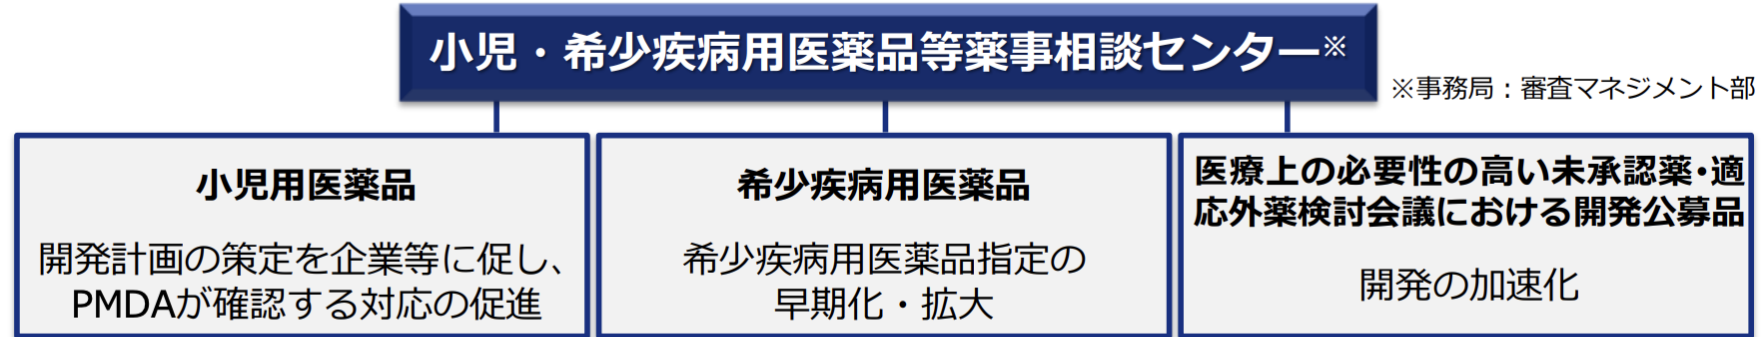 小児・希少疾病用医薬品等薬事相談センター※
※事務局：審査マネジメント部
小児用医薬品
開発計画の策定を企業等に促し、
PMDAが確認する対応の促進
希少疾病用医薬品
希少疾病用医薬品指定の
早期化・拡大
医療上の必要性の高い未承認薬・適
応外薬検討会議における開発公募品
開発の加速化